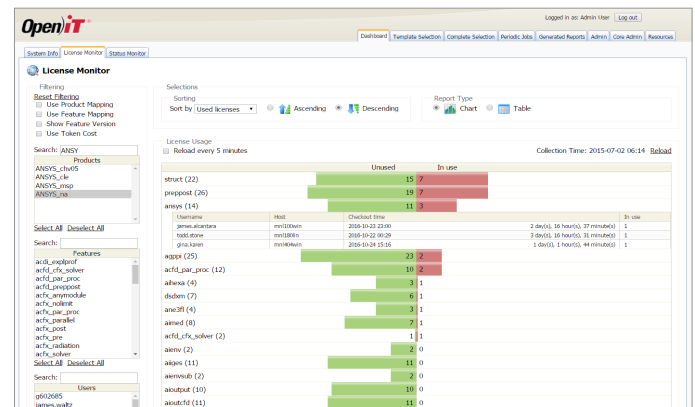 Logged in as: Admin User Log out
Open iT
Dashboard Template Selection Complete Selection Periodic Jobs Generated Reports Admin Core Admin Resources
System Info License Monitor Status Monitor
License Monitor
Filtering
Reset Filtering
Use Product Mapping
Use Feature Mapping
Show Feature Version
Use Token Cost
Search: ANSY
Products
ANSYS_chv05
ANSYS_cle
ANSYS_msp
ANSYS_na
Select All Deselect All
Search:
Features
acdi_explprof
acfd_cfx_solver
acfd_par_proc
acfd_preppost
acfx_anymodule
acfx_nolimit
acfx_par_proc
acfx_parallel
acfx_post
acfx_pre
acfx_radiation
acfx_solver
Select All Deselect All
Search:
Users
g602685
james.waltz
Selections
Sorting
Sort by Used licenses Ascending Descending
Report Type
Chart Table
License Usage
Reload every 5 minutes Collection Time: 2015-07-02 06:14 Reload
Unused In use
struct (22) 15 7
preppost (26) 19 7
ansys (14) 11 3
Username Host Checkout time In use
james.alcantara mnl100win 2016-10-23 23:00 2 day(s), 16 hour(s), 37 minute(s) 1
todd.stone mnl180lin 2016-10-22 00:29 3 day(s), 16 hour(s), 31 minute(s) 1
gina.karen mnl404win 2016-10-24 15:16 1 day(s), 1 hour(s), 44 minute(s) 1
agppi (25) 23 2
acfd_par_proc (12) 10 2
aihexa (4) 3 1
dsdxm (7) 6 1
ane3fl (4) 3 1
aimed (8) 7 1
acfd_cfx_solver (2) 1 1
aienv (2) 2 0
aiiges (11) 11 0
aienvsub (2) 2 0
aioutput (10) 10 0
aioutcfd (11) 11 0